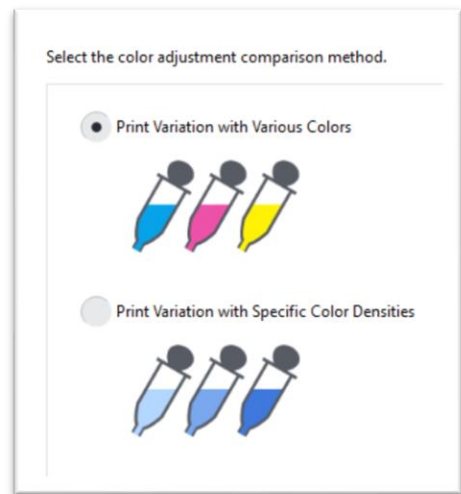 Select the color adjustment comparison method.
Print Variation with Various Colors
Print Variation with Specific Color Densities